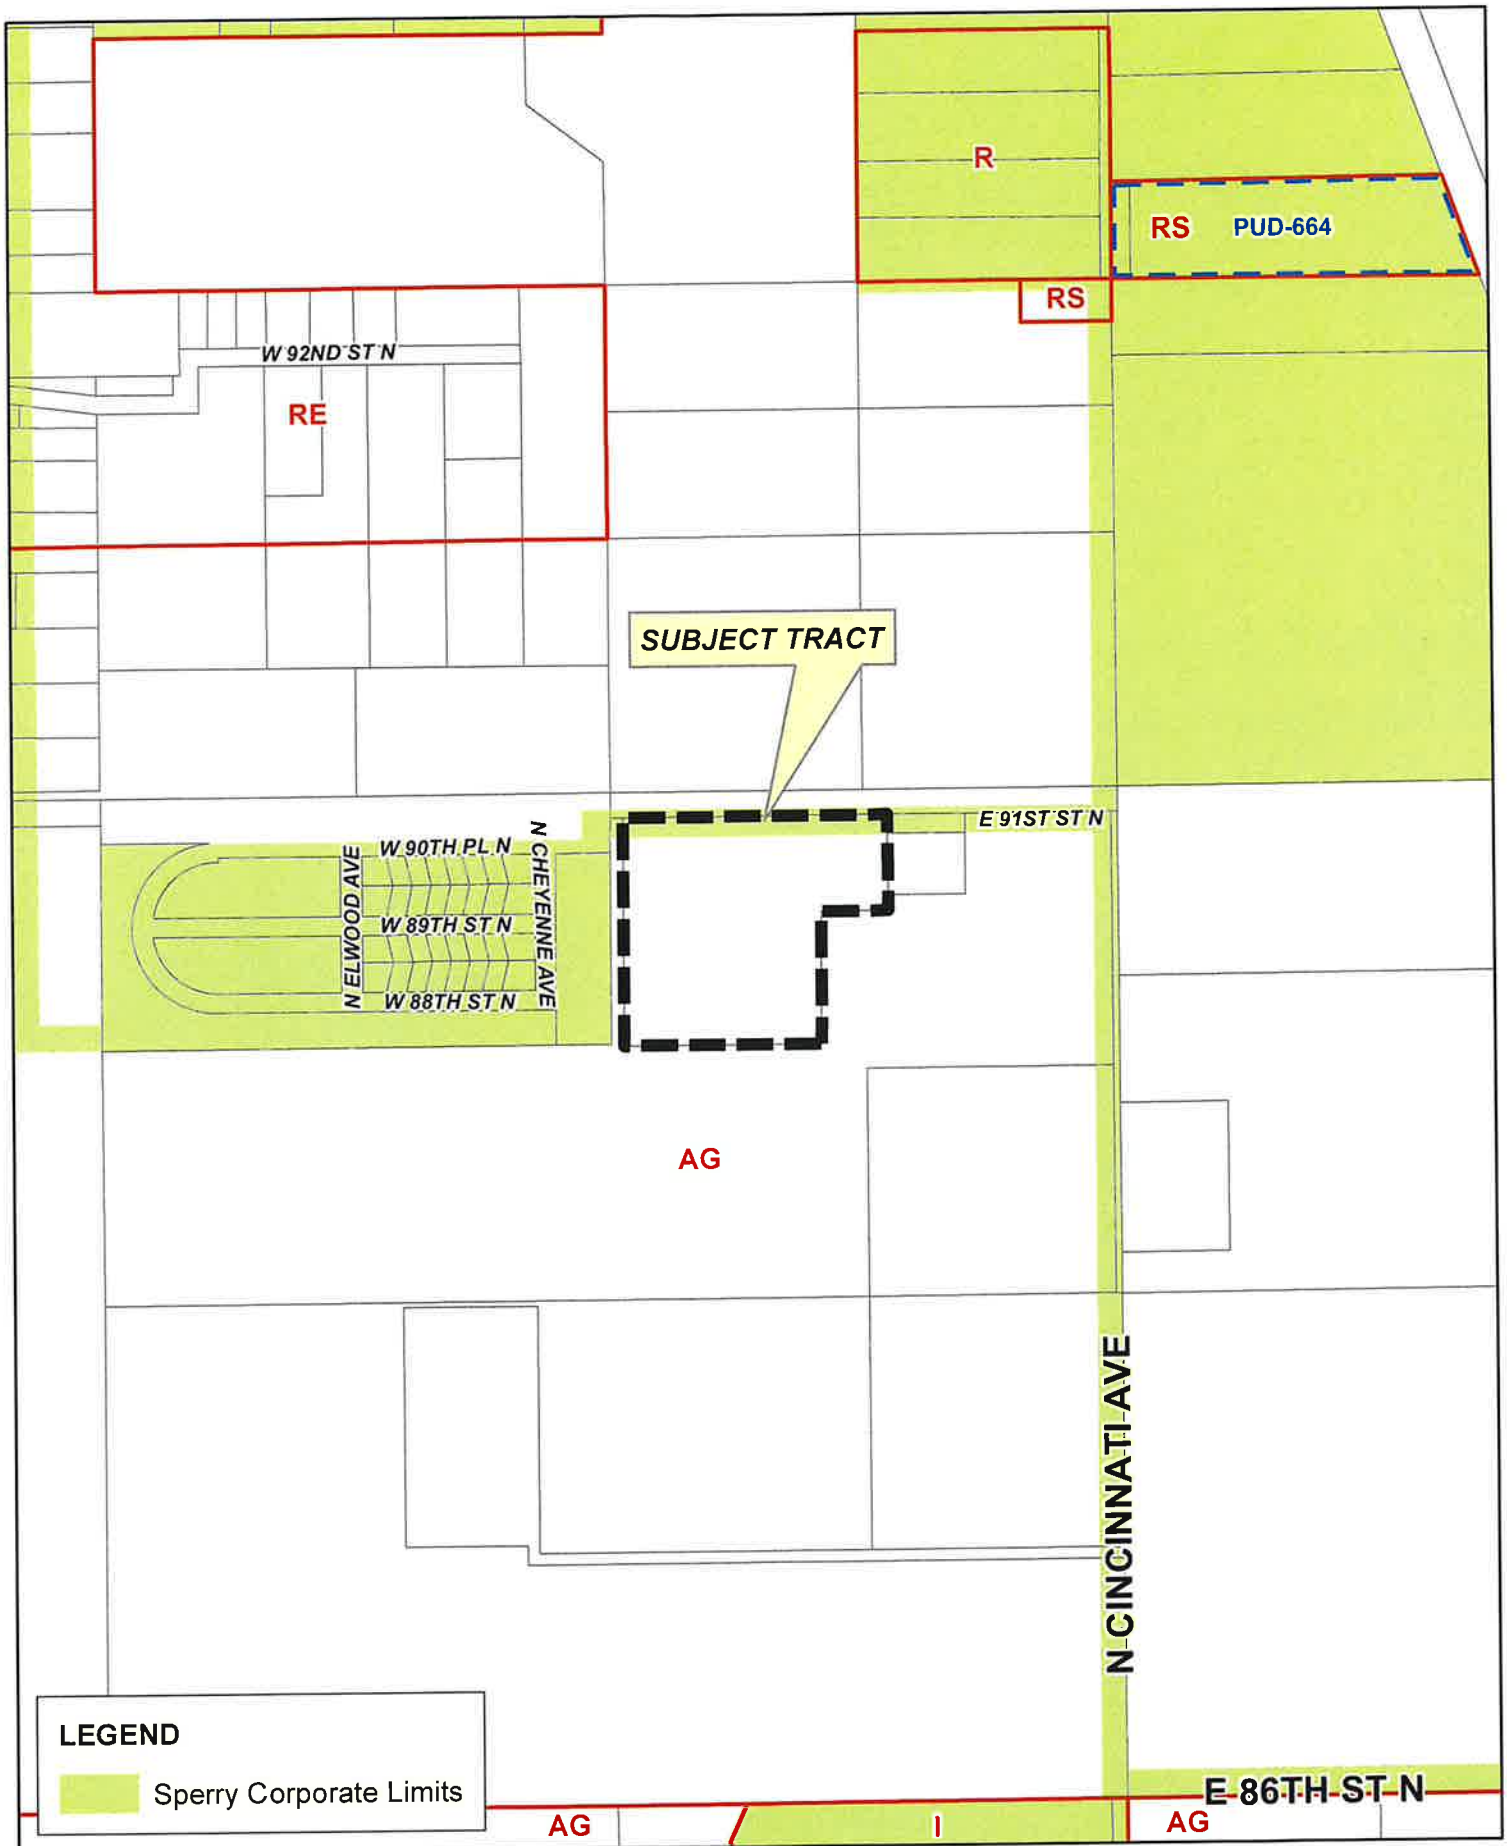 R
RS
PUD-664
RS
W 92ND ST N
RE
SUBJECT TRACT
E 91ST ST N
W 90TH PL N
N ELWOOD AVE
N CHEYENNE AVE
W 89TH ST N
W 88TH ST N
AG
N CINCINNATI AVE
LEGEND
Sperry Corporate Limits
E 86TH ST N
AG
I
AG